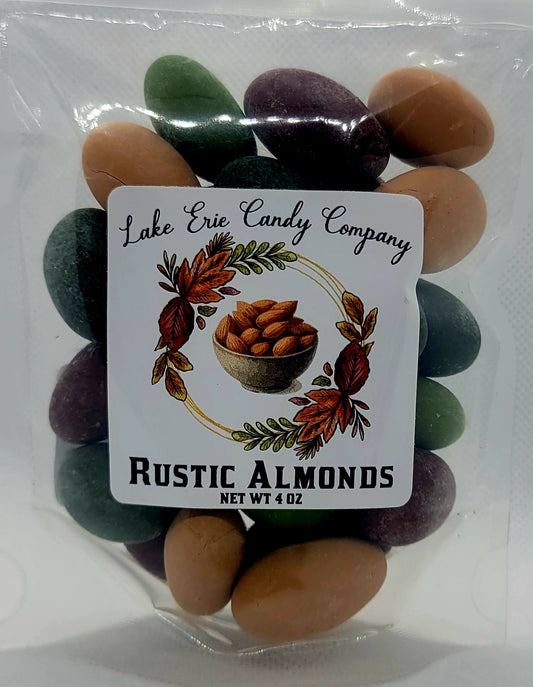 Lake Erie Candy Company
Rustic Almonds
NET WT 4 OZ